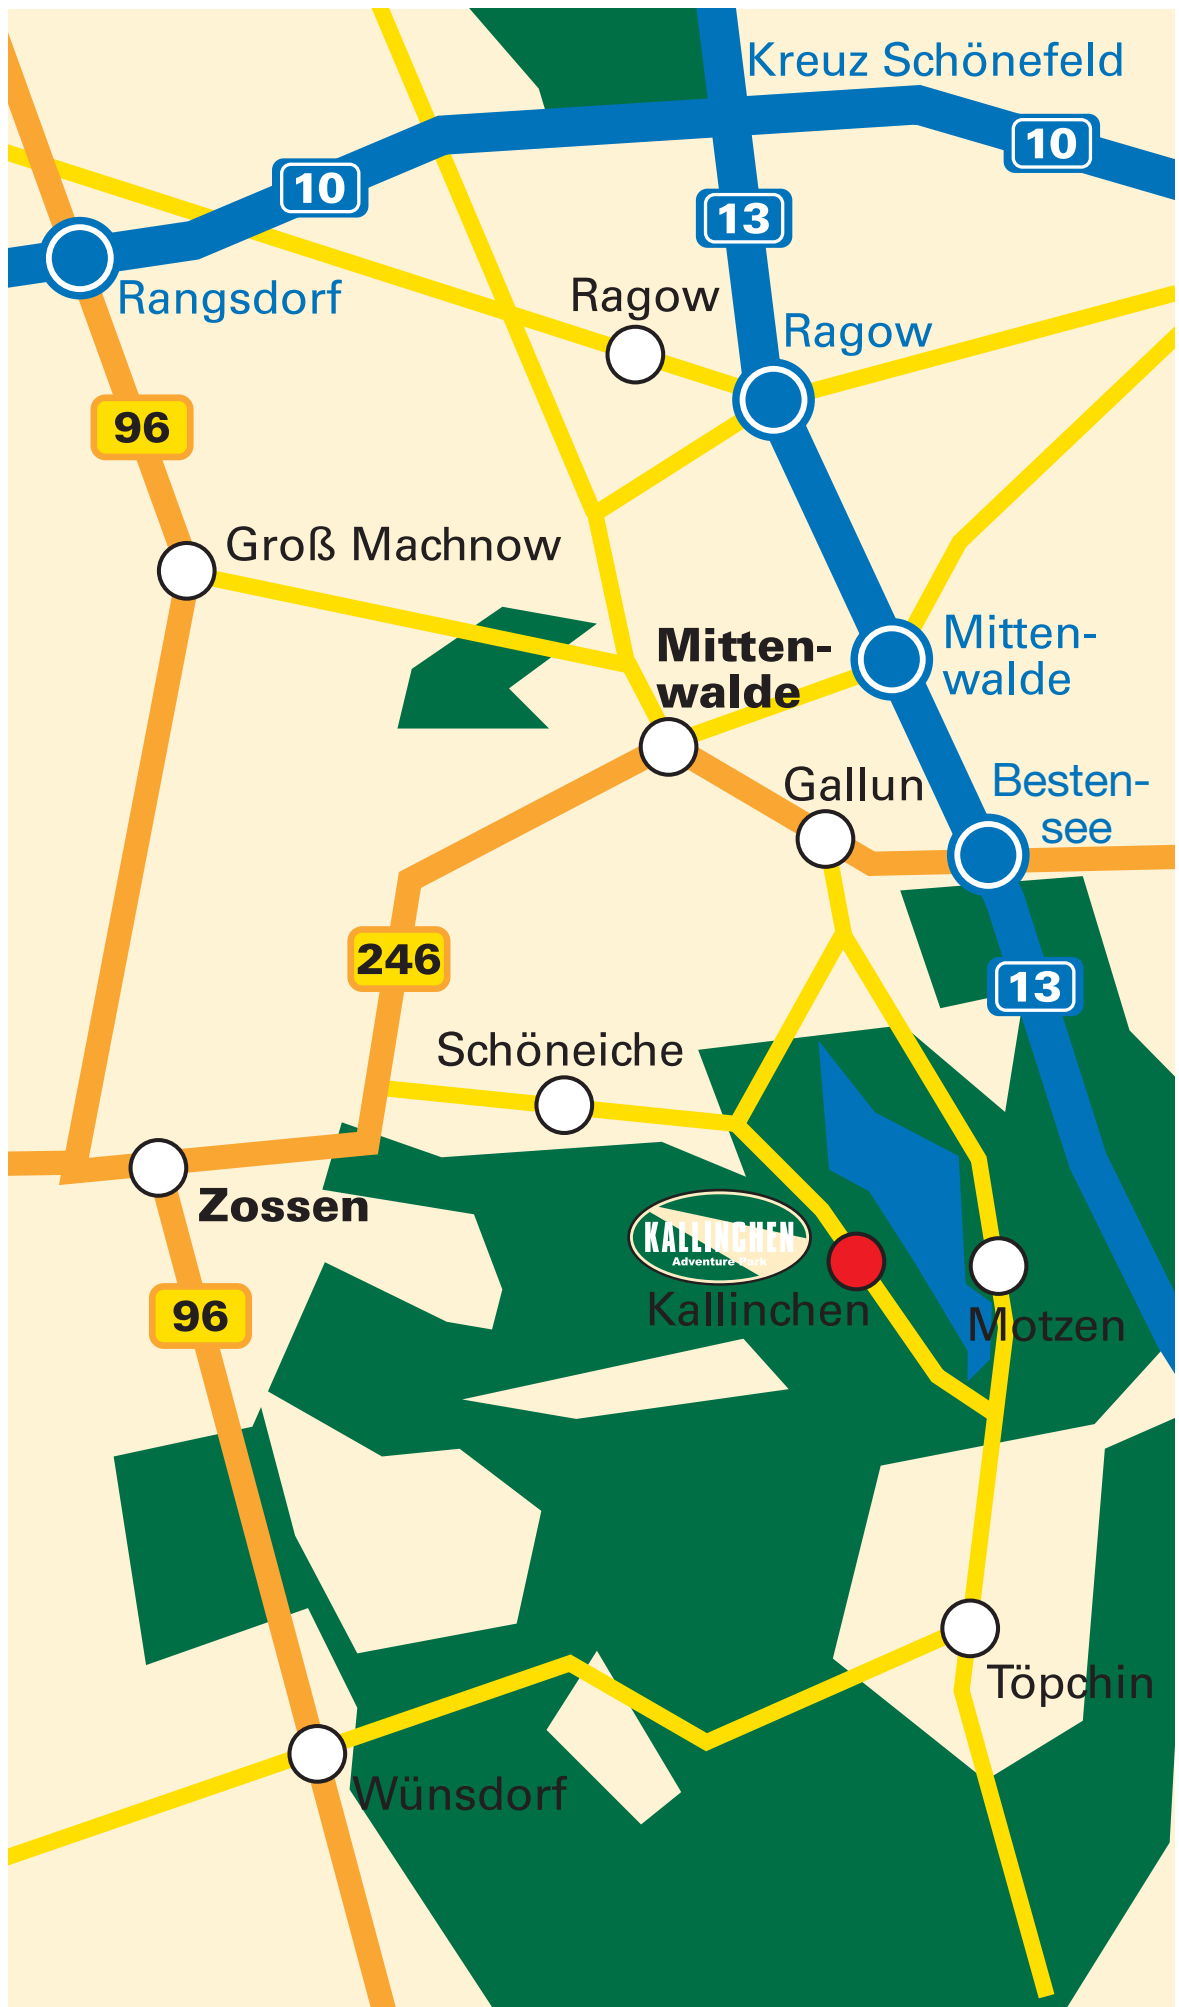 Kreuz Schönefeld
10
10
13
Rangsdorf
Ragow
Ragow
96
Groß Machnow
Mitten-
walde
Mitten-
walde
Gallun
Besten-
see
246
13
Schöneiche
Zossen
KALLINCHEN
Adventure Park
Kallinchen
Motzen
96
Töpchin
Wünsdorf